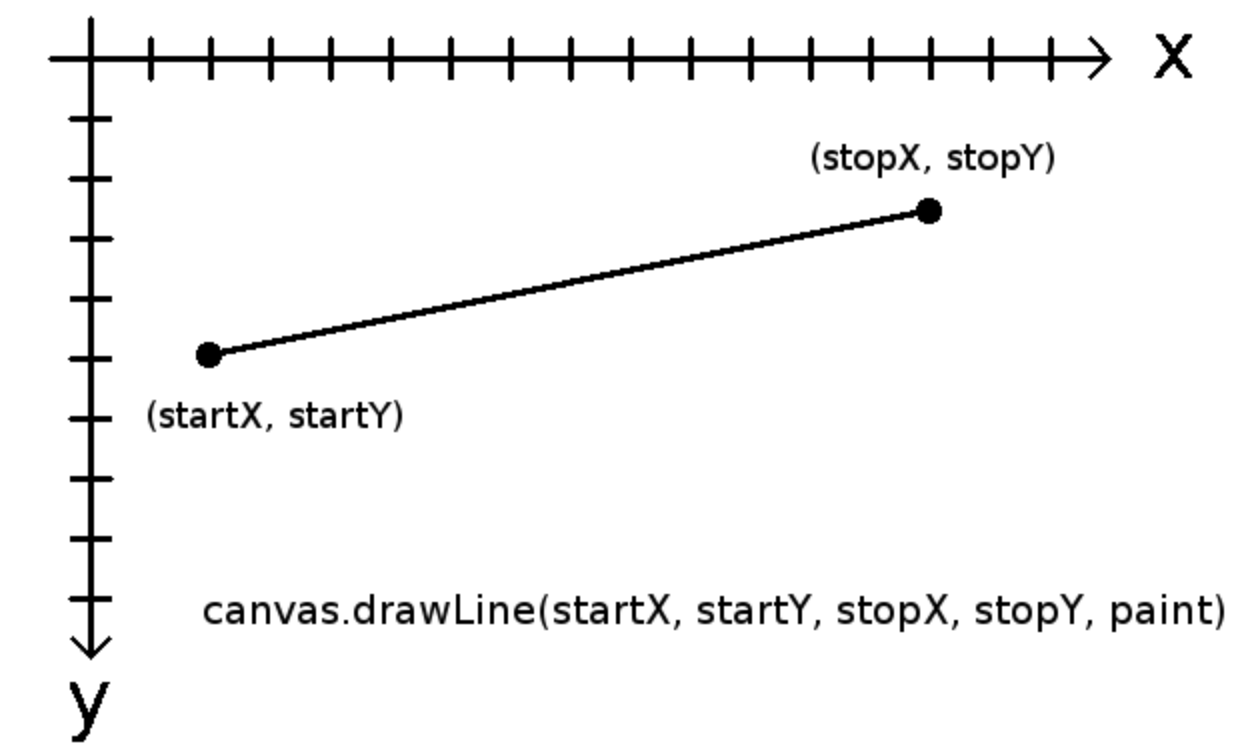 X
(stopX, stopY)
(startX, startY)
canvas.drawLine(startX, startY, stopX, stopY, paint)
y